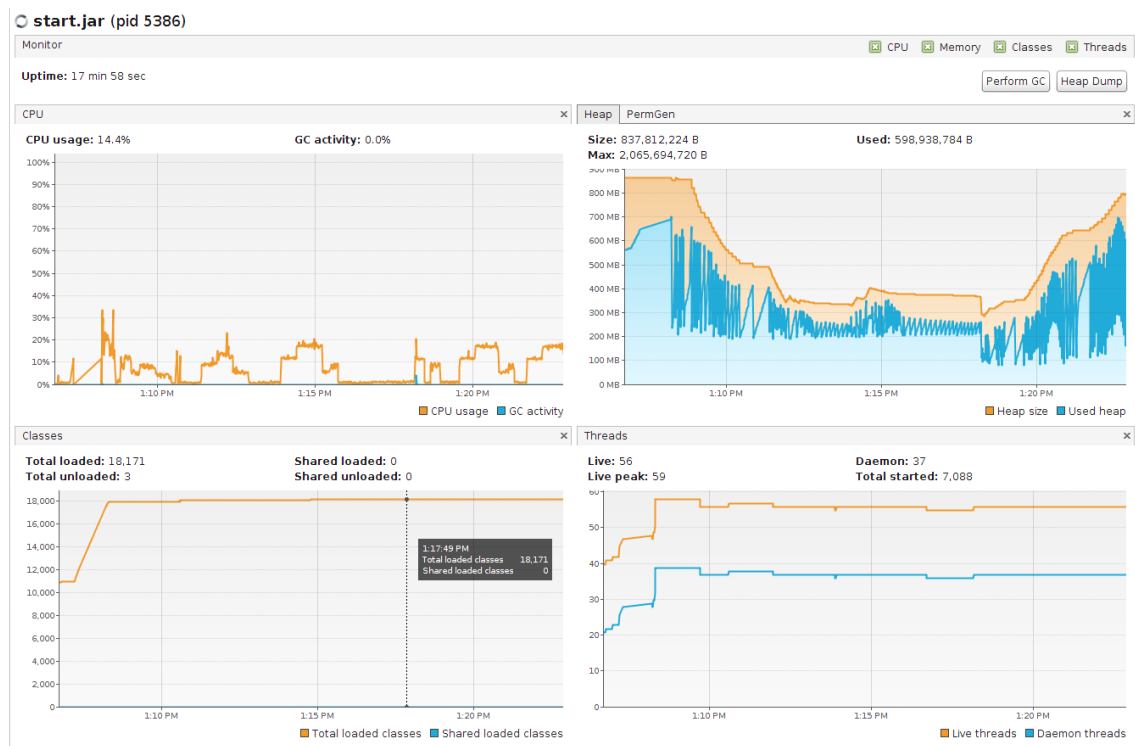 start.jar (pid 5386)
Monitor
CPU Memory Classes Threads
Uptime: 17 min 58 sec
Perform GC Heap Dump
CPU
CPU usage: 14.4% GC activity: 0.0%
100%
90%
80%
70%
60%
50%
40%
30%
20%
10%
0%
1:10 PM 1:15 PM 1:20 PM
CPU usage GC activity
Heap PermGen
Size: 837,812,224 B Used: 598,938,784 B
Max: 2,065,694,720 B
900 MB
800 MB
700 MB
600 MB
500 MB
400 MB
300 MB
200 MB
100 MB
0 MB
1:10 PM 1:15 PM 1:20 PM
Heap size Used heap
Classes
Total loaded: 18,171 Shared loaded: 0
Total unloaded: 3 Shared unloaded: 0
18,000
16,000
14,000
12,000
10,000
8,000
6,000
4,000
2,000
0
1:17:49 PM
Total loaded classes 18,171
Shared loaded classes 0
1:10 PM 1:15 PM 1:20 PM
Total loaded classes Shared loaded classes
Threads
Live: 56 Daemon: 37
Live peak: 59 Total started: 7,088
60
50
40
30
20
10
0
1:10 PM 1:15 PM 1:20 PM
Live threads Daemon threads